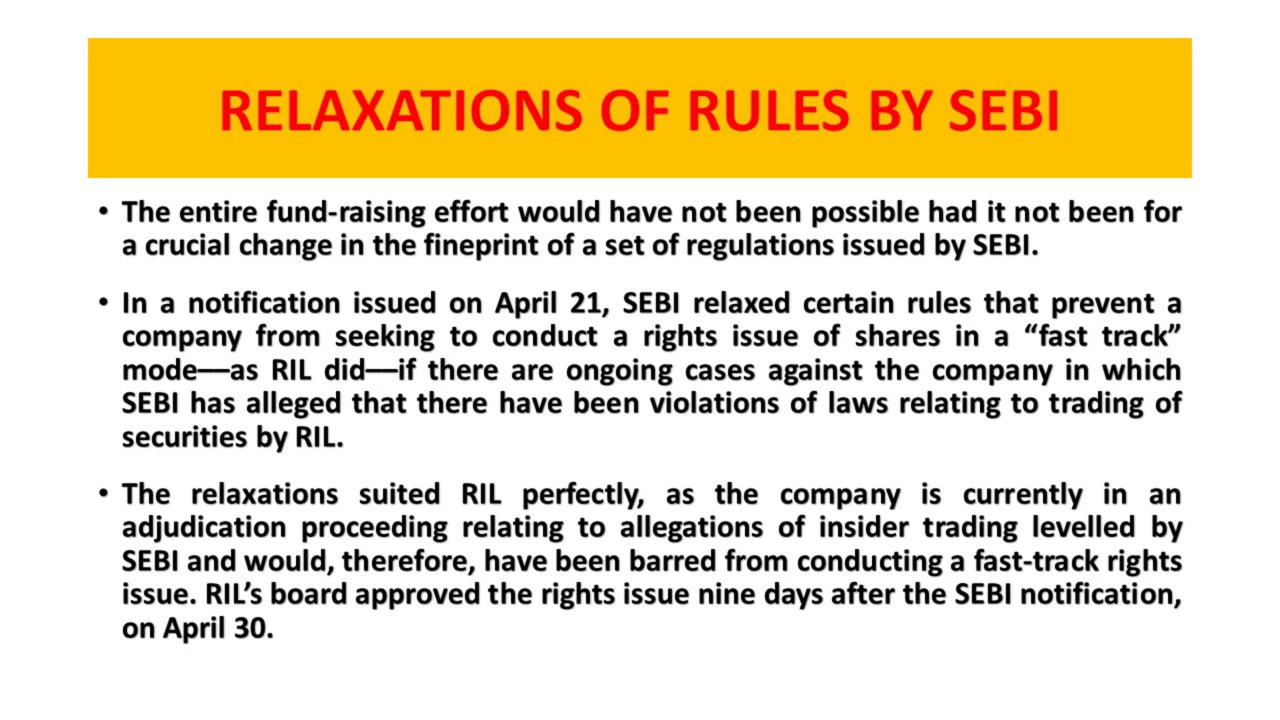 RELAXATIONS OF RULES BY SEBI
• The entire fund-raising effort would have not been possible had it not been for
a crucial change in the fineprint of a set of regulations issued by SEBI.
• In a notification issued on April 21, SEBI relaxed certain rules that prevent a
company from seeking to conduct a rights issue of shares in a “fast track”
mode—as RIL did—if there are ongoing cases against the company in which
SEBI has alleged that there have been violations of laws relating to trading of
securities by RIL.
• The relaxations suited RIL perfectly, as the company is currently in an
adjudication proceeding relating to allegations of insider trading levelled by
SEBI and would, therefore, have been barred from conducting a fast-track rights
issue. RIL’s board approved the rights issue nine days after the SEBI notification,
on April 30.